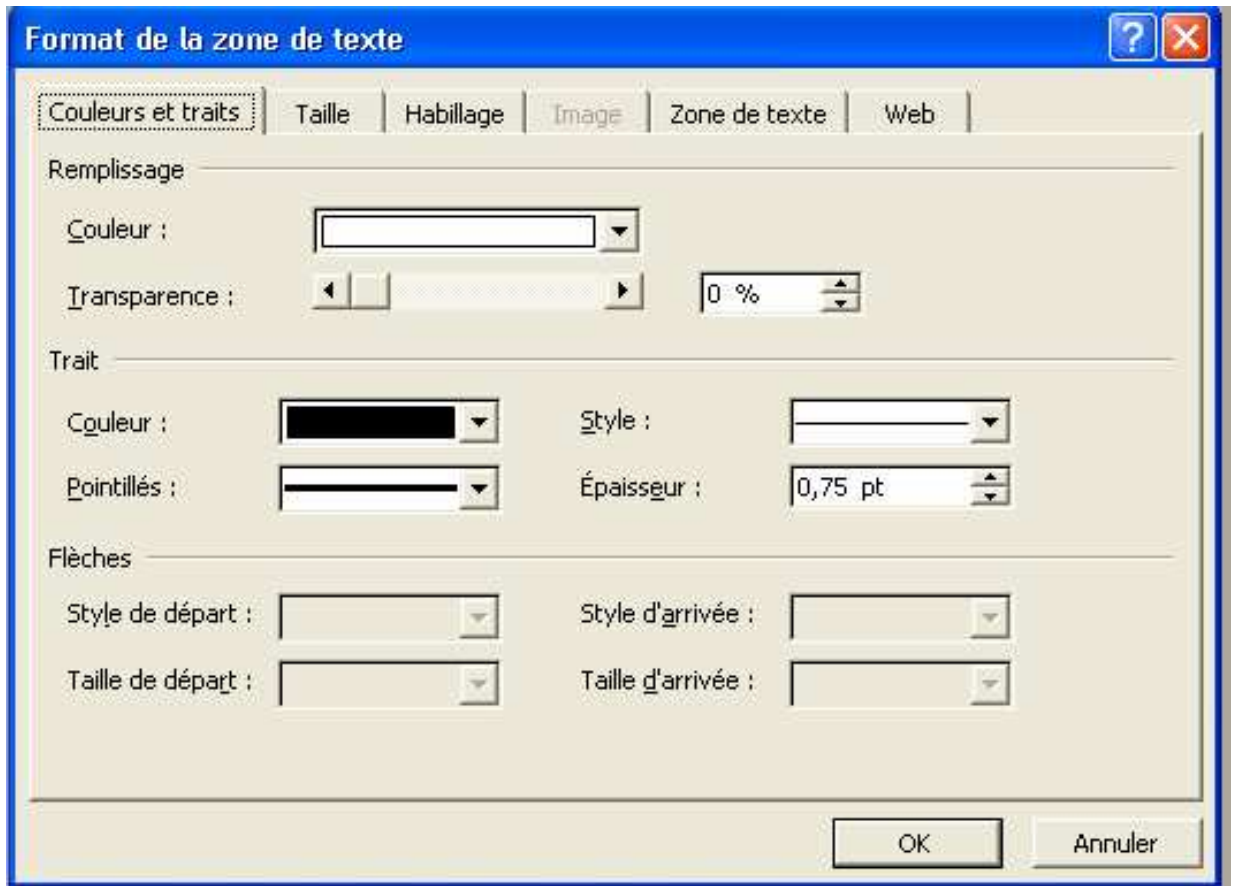 Format de la zone de texte
Couleurs et traits Taille Habillage Image Zone de texte Web
Remplissage
Couleur :
Transparence : 0 %
Trait
Couleur : Style :
Pointillés : Épaisseur : 0,75 pt
Flèches
Style de départ : Style d'arrivée :
Taille de départ : Taille d'arrivée :
OK Annuler